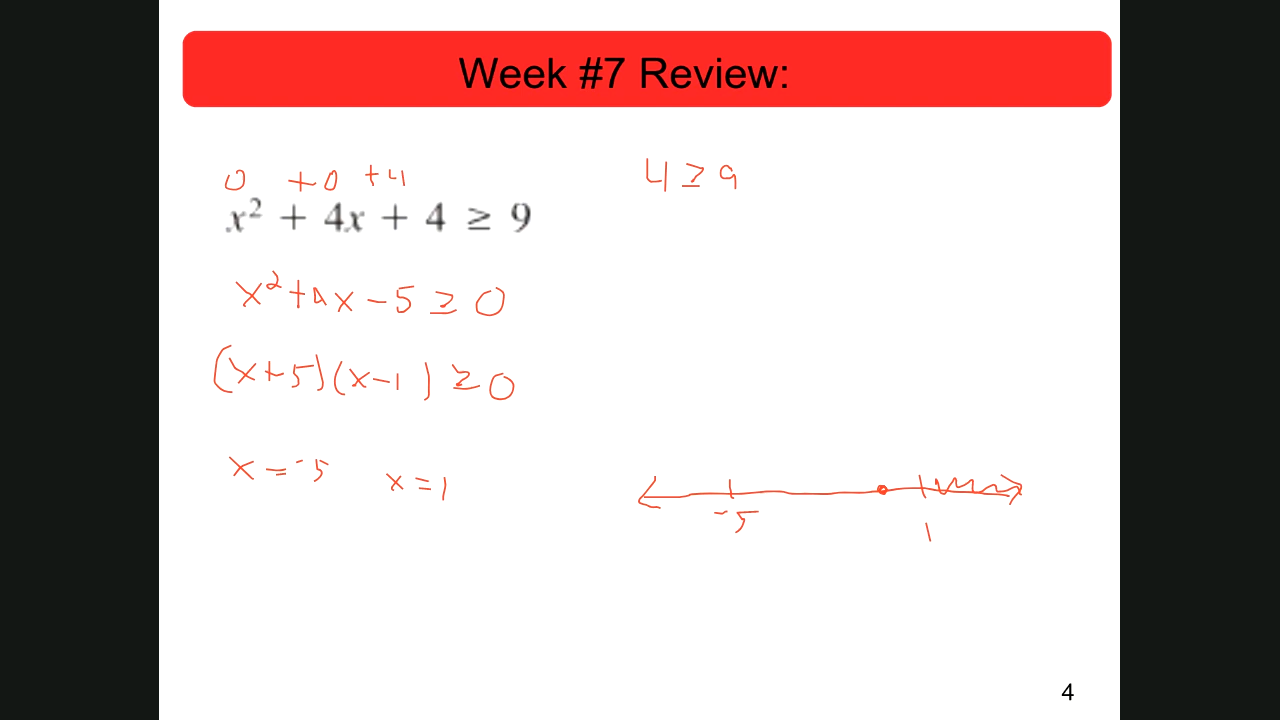 Week #7 Review:
0 +0 +4
4 ≥ 9
x² + 4x + 4 ≥ 9
x² + 4x - 5 ≥ 0
(x+5)(x-1) ≥ 0
x = -5 x = 1
-5 1
4